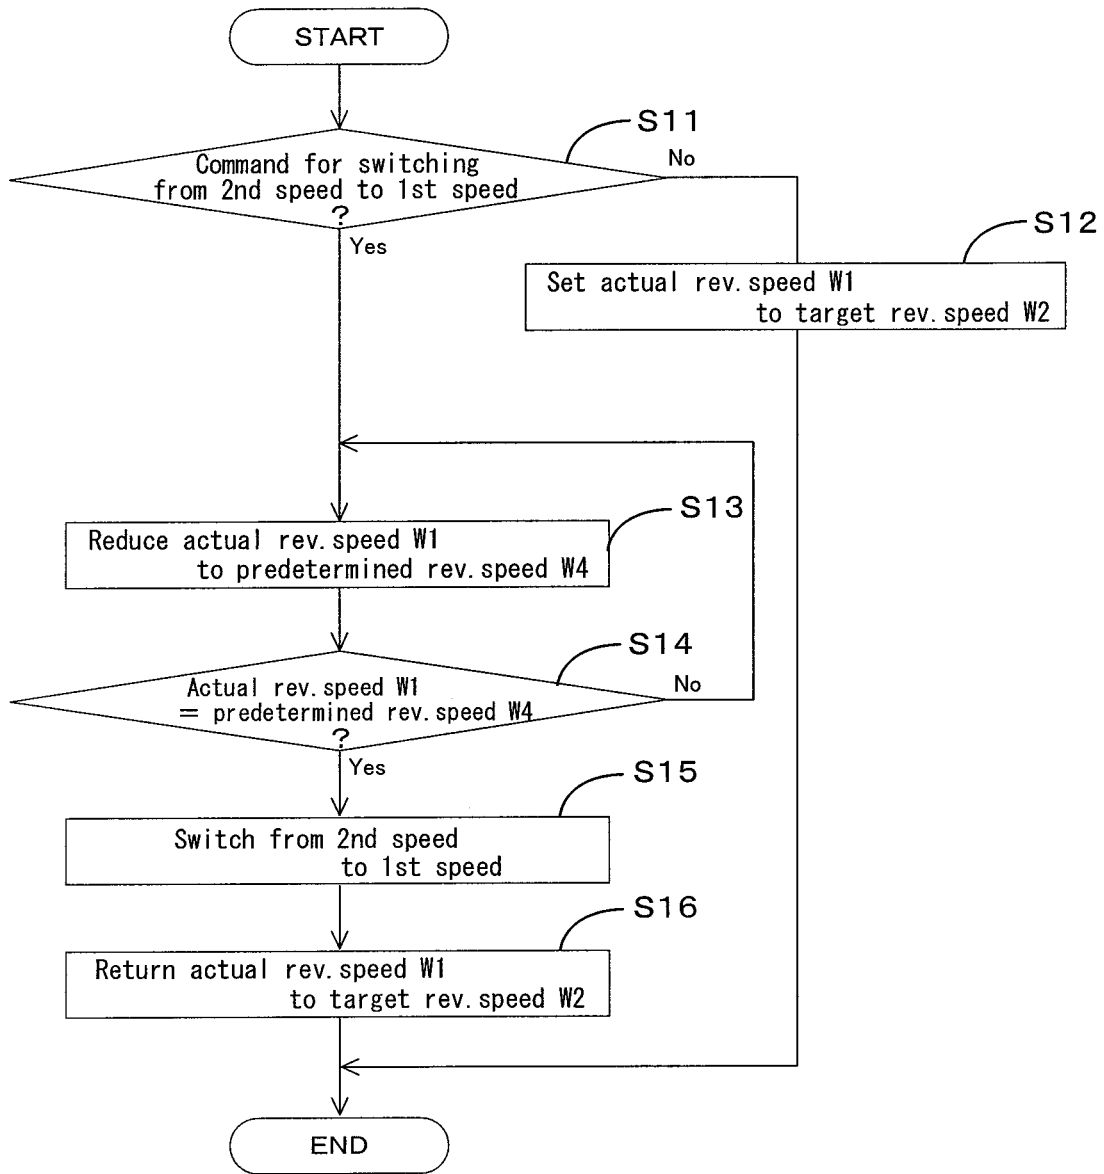 START
S11
Command for switching
from 2nd speed to 1st speed
?
No
Yes
S12
Set actual rev.speed W1
to target rev.speed W2
S13
Reduce actual rev.speed W1
to predetermined rev.speed W4
S14
Actual rev.speed W1
= predetermined rev.speed W4
?
No
Yes
S15
Switch from 2nd speed
to 1st speed
S16
Return actual rev.speed W1
to target rev.speed W2
END